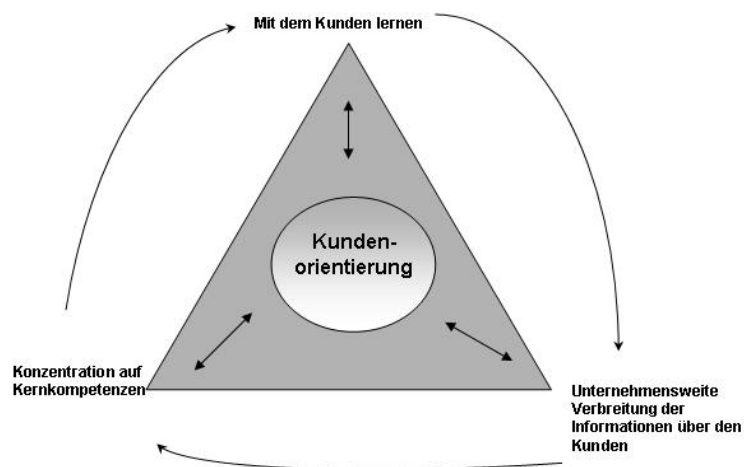 Mit dem Kunden lernen
Kunden-
orientierung
Konzentration auf
Kernkompetenzen
Unternehmensweite
Verbreitung der
Informationen über den
Kunden